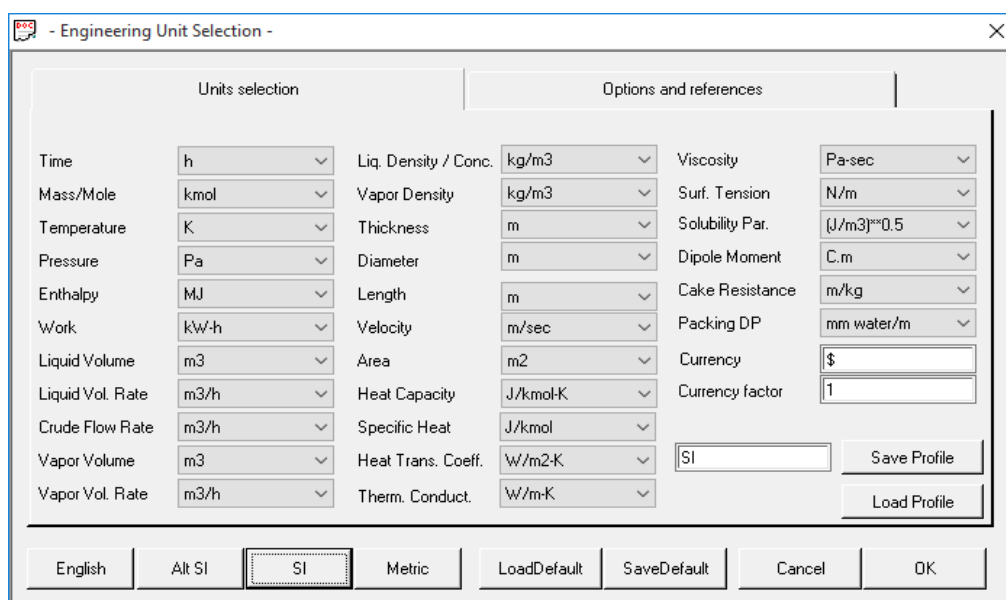 DOC
- Engineering Unit Selection -
Units selection
Options and references
Time h
Mass/Mole kmol
Temperature K
Pressure Pa
Enthalpy MJ
Work kW-h
Liquid Volume m3
Liquid Vol. Rate m3/h
Crude Flow Rate m3/h
Vapor Volume m3
Vapor Vol. Rate m3/h
Liq. Density / Conc. kg/m3
Vapor Density kg/m3
Thickness m
Diameter m
Length m
Velocity m/sec
Area m2
Heat Capacity J/kmol-K
Specific Heat J/kmol
Heat Trans. Coeff. W/m2-K
Therm. Conduct. W/m-K
Viscosity Pa-sec
Surf. Tension N/m
Solubility Par. (J/m3)**0.5
Dipole Moment C.m
Cake Resistance m/kg
Packing DP mm water/m
Currency $
Currency factor 1
SI Save Profile
Load Profile
English Alt SI SI Metric LoadDefault SaveDefault Cancel OK